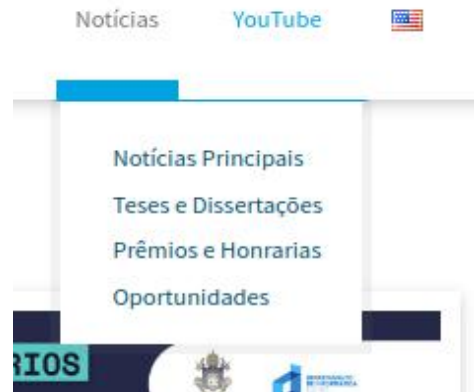 Notícias
YouTube
Notícias Principais
Teses e Dissertações
Prêmios e Honrarias
Oportunidades
RIOS